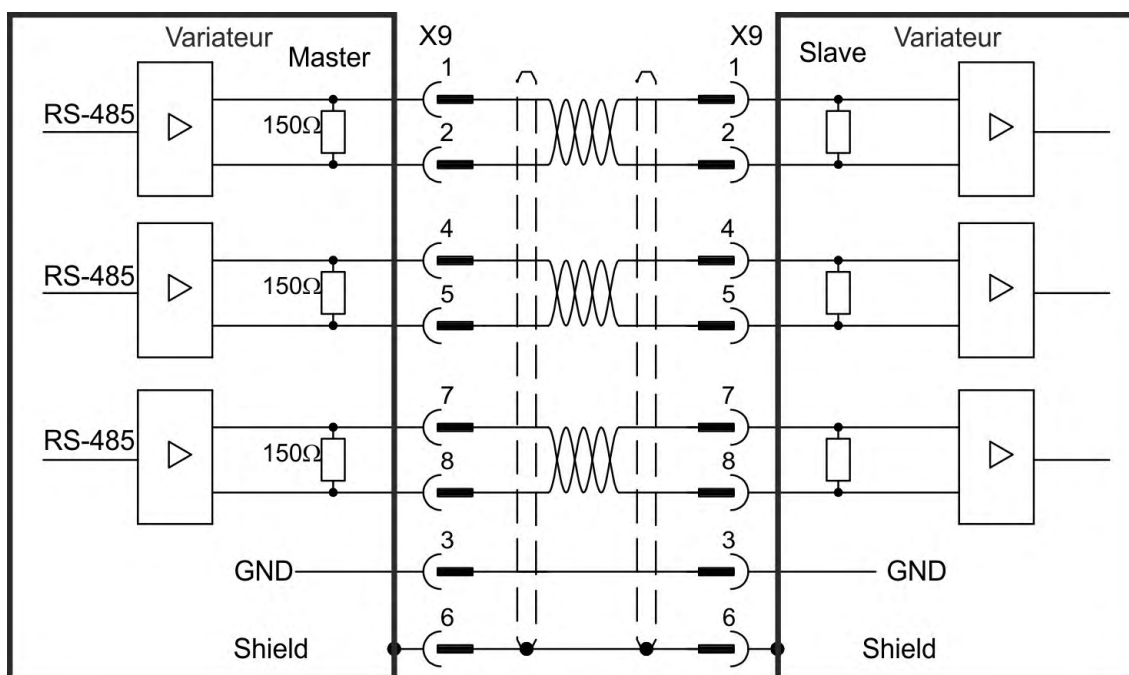 Variateur X9 X9 Variateur
Master Slave
1 1
RS-485 150Ω
2 2
4 4
RS-485 150Ω
5 5
7 7
RS-485 150Ω
8 8
3 3
GND GND
6 6
Shield Shield